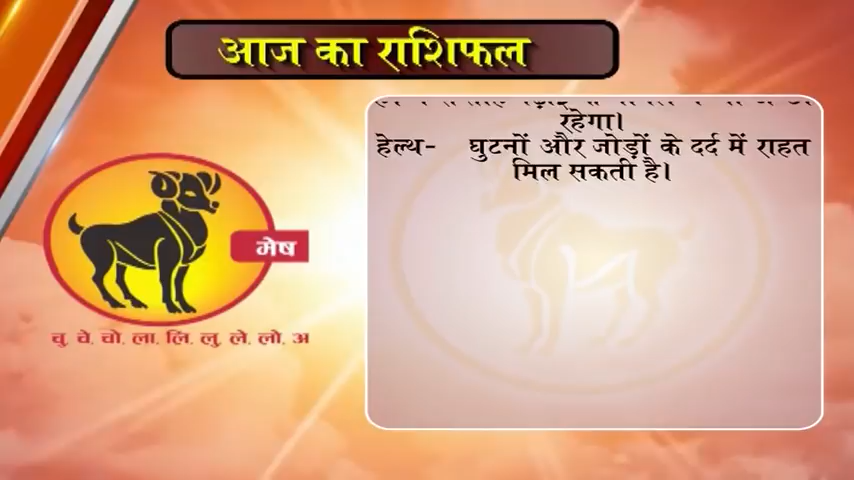 आज का राशिफल
रहेगा।
हेल्थ- घुटनों और जोड़ों के दर्द में राहत
मिल सकती है।
मेष
चु, चे, चो, ला, लि, लु, ले, लो, अ